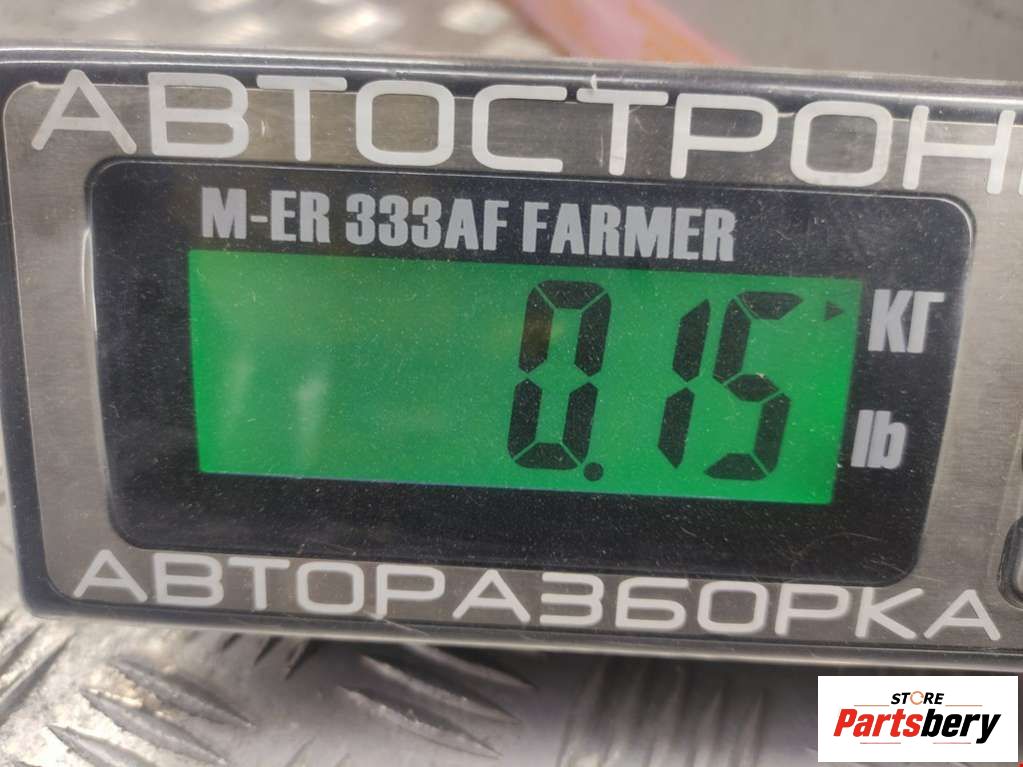 АВТОСТРОН
M-ER 333AF FARMER
0.15
КГ
lb
АВТОРАЗБОРКА
STORE
Partsbery